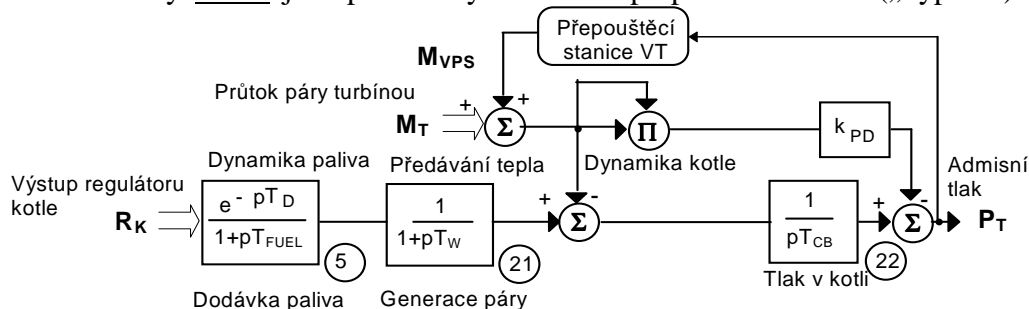 Přepouštěcí
stanice VT
M_VPS
Průtok páry turbínou
+ +
M_T
Σ
Π
k_PD
Dynamika paliva
Předávání tepla
Dynamika kotle
Admisní
tlak
Výstup regulátoru
kotle
R_K
e^- pT_D
1+pT_FUEL
1
1+pT_W
+ -
Σ
1
pT_CB
+ -
Σ
P_T
5
21
22
Tlak v kotli
Dodávka paliva
Generace páry